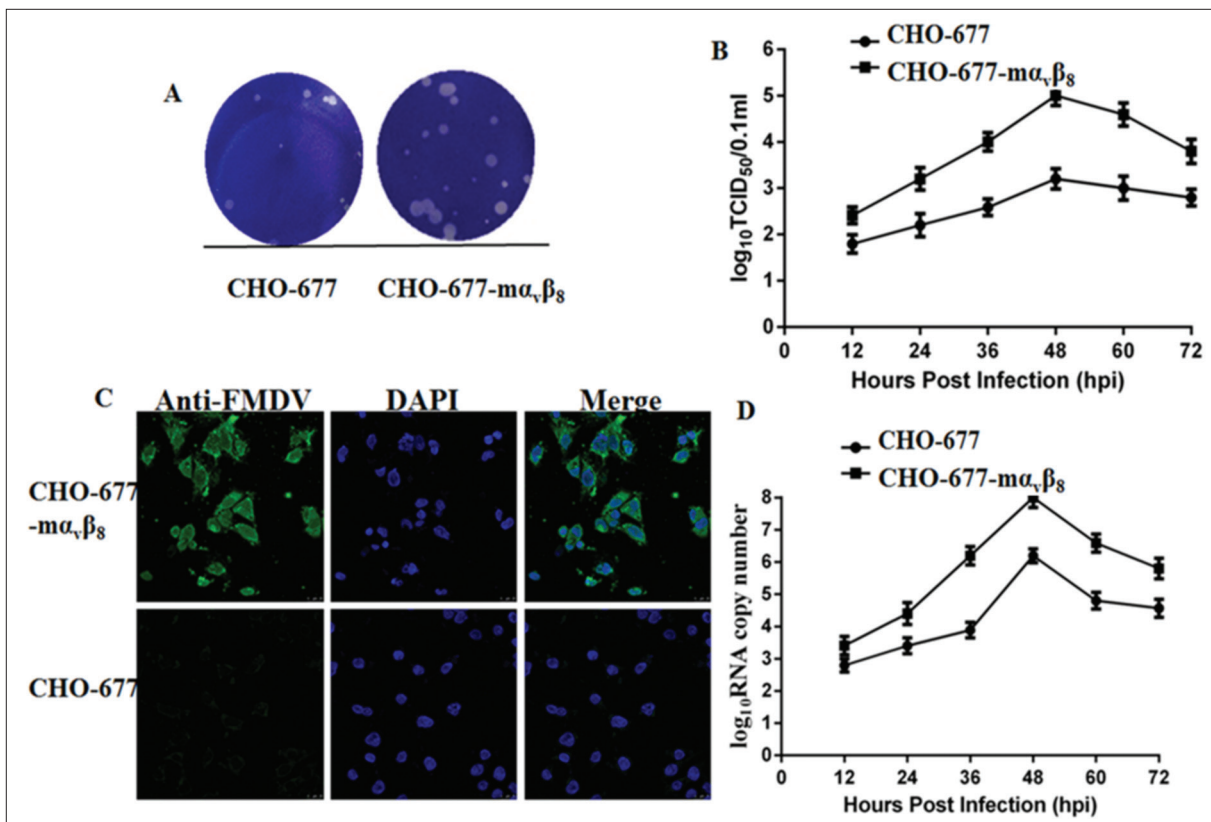 A
CHO-677 CHO-677-mαᵥβ₈
B
CHO-677
CHO-677-mαᵥβ₈
log₁₀TCID₅₀/0.1ml
6
5
4
3
2
1
0
0 12 24 36 48 60 72
Hours Post Infection (hpi)
C Anti-FMDV DAPI Merge
CHO-677
-mαᵥβ₈
CHO-677
D
CHO-677
CHO-677-mαᵥβ₈
log₁₀RNA copy number
8
7
6
5
4
3
2
1
0
0 12 24 36 48 60 72
Hours Post Infection (hpi)